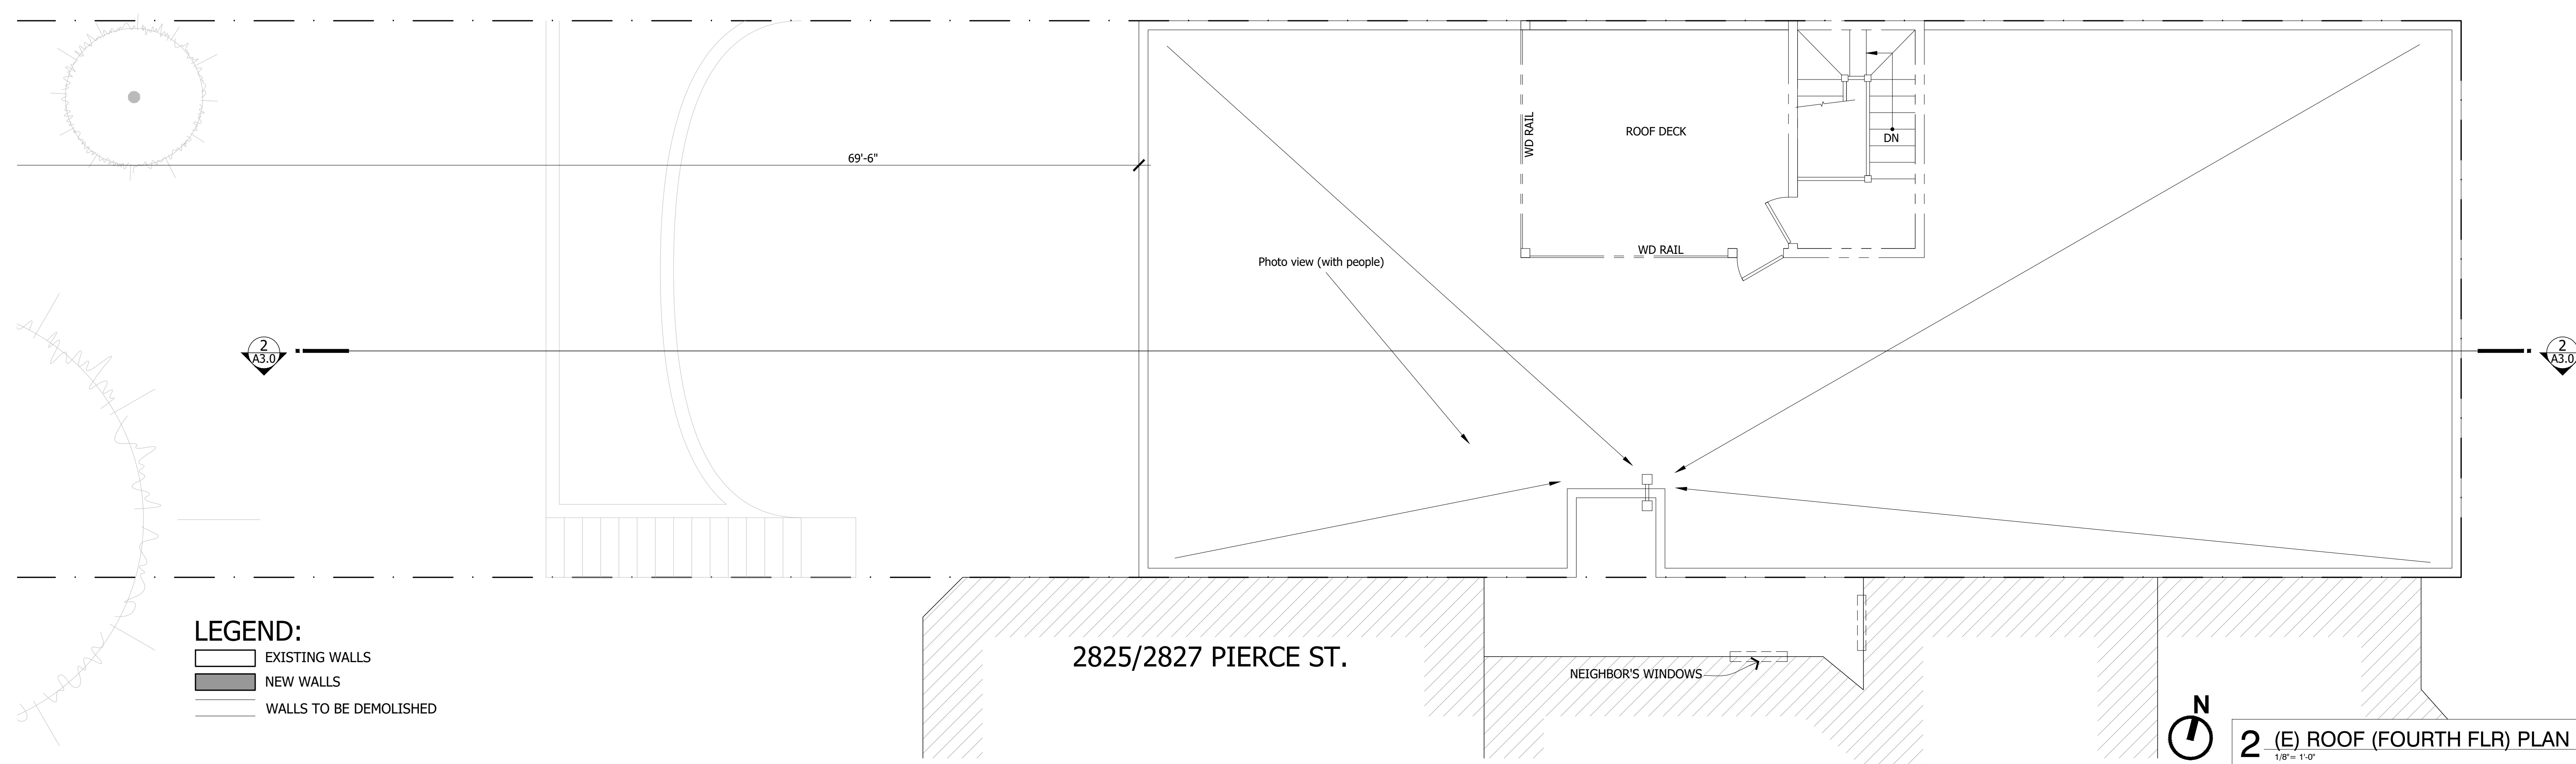 69'-6"
WD RAIL
ROOF DECK
DN
WD RAIL
Photo view (with people)
2
A3.0
2
A3.0
LEGEND:
EXISTING WALLS
NEW WALLS
WALLS TO BE DEMOLISHED
2825/2827 PIERCE ST.
NEIGHBOR'S WINDOWS
N
2 (E) ROOF (FOURTH FLR) PLAN
1/8"= 1'-0"